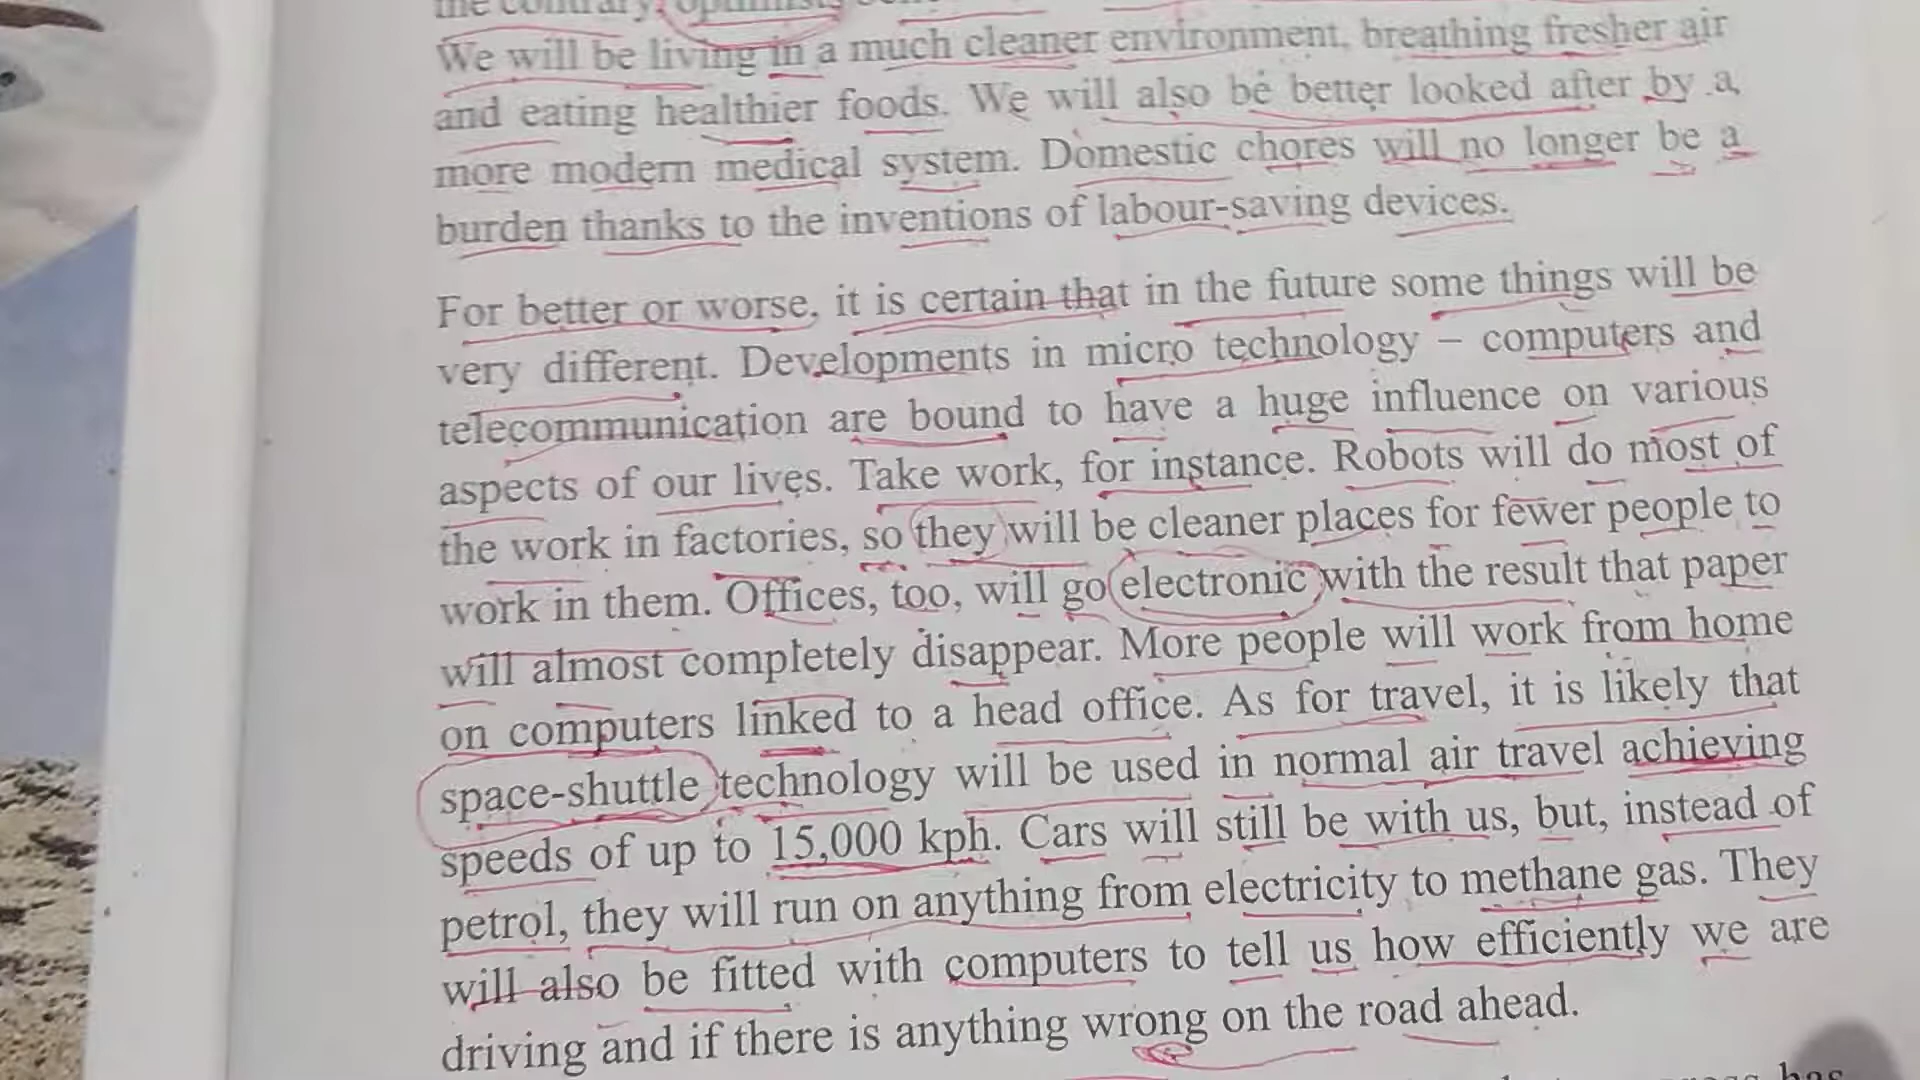 the contrary, optimists
We will be living in a much cleaner environment, breathing fresher air
and eating healthier foods. We will also be better looked after by a
more modern medical system. Domestic chores will no longer be a
burden thanks to the inventions of labour-saving devices.
For better or worse, it is certain that in the future some things will be
very different. Developments in micro technology – computers and
telecommunication are bound to have a huge influence on various
aspects of our lives. Take work, for instance. Robots will do most of
the work in factories, so they will be cleaner places for fewer people to
work in them. Offices, too, will go electronic with the result that paper
will almost completely disappear. More people will work from home
on computers linked to a head office. As for travel, it is likely that
space-shuttle technology will be used in normal air travel achieving
speeds of up to 15,000 kph. Cars will still be with us, but, instead of
petrol, they will run on anything from electricity to methane gas. They
will also be fitted with computers to tell us how efficiently we are
driving and if there is anything wrong on the road ahead.
has